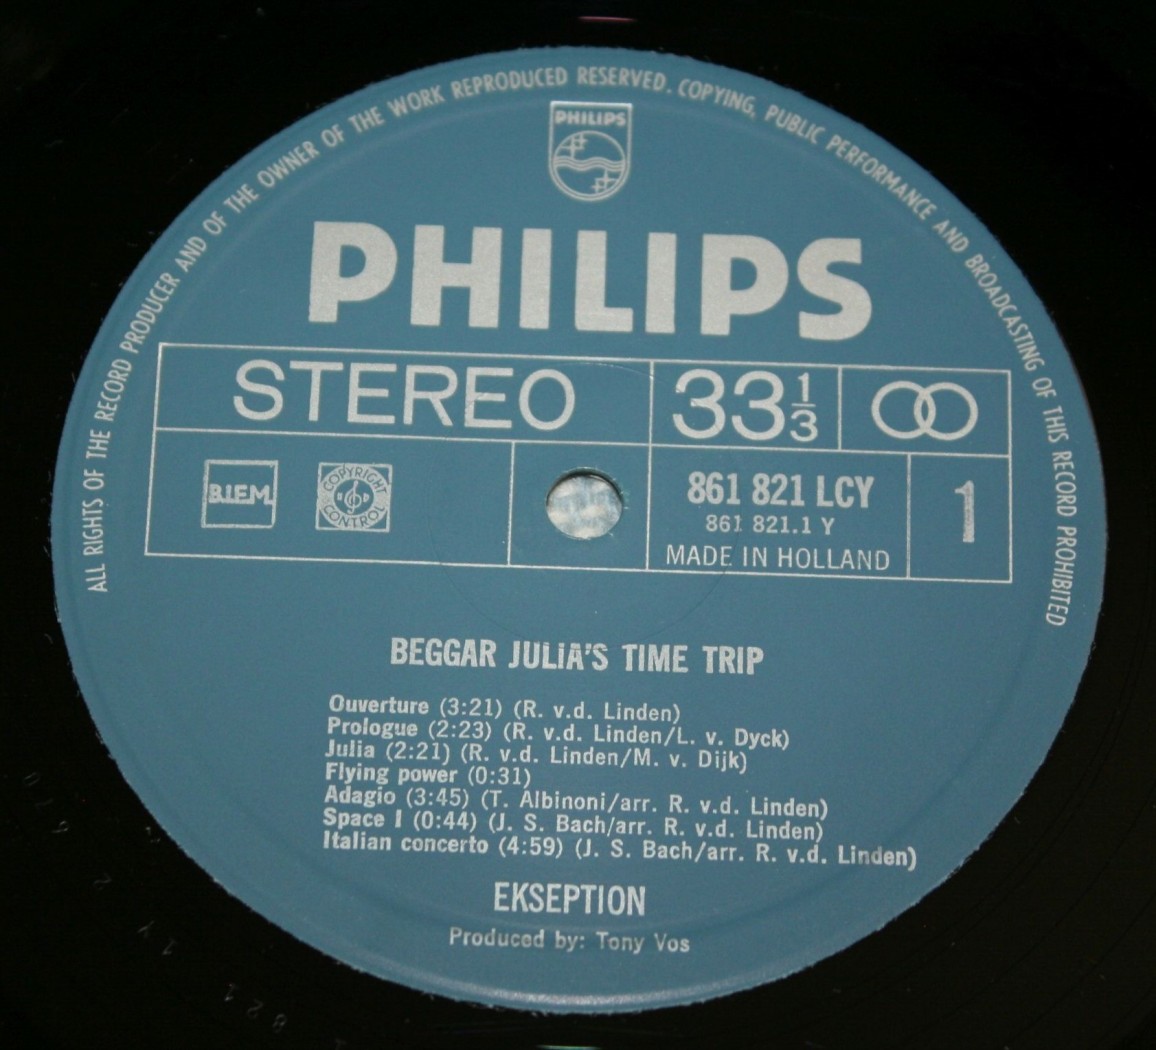 ALL RIGHTS OF THE RECORD PRODUCER AND OF THE OWNER OF THE WORK REPRODUCED RESERVED. COPYING, PUBLIC PERFORMANCE AND BROADCASTING OF THIS RECORD PROHIBITED
PHILIPS
PHILIPS
STEREO 33 1/3
B.I.E.M. COPYRIGHT CONTROL 861 821 LCY 1
861 821.1 Y
MADE IN HOLLAND
BEGGAR JULIA'S TIME TRIP
Ouverture (3:21) (R. v.d. Linden)
Prologue (2:23) (R. v.d. Linden/L. v. Dyck)
Julia (2:21) (R. v.d. Linden/M. v. Dijk)
Flying power (0:31)
Adagio (3:45) (T. Albinoni/arr. R. v.d. Linden)
Space I (0:44) (J. S. Bach/arr. R. v.d. Linden)
Italian concerto (4:59) (J. S. Bach/arr. R. v.d. Linden)
EKSEPTION
Produced by: Tony Vos